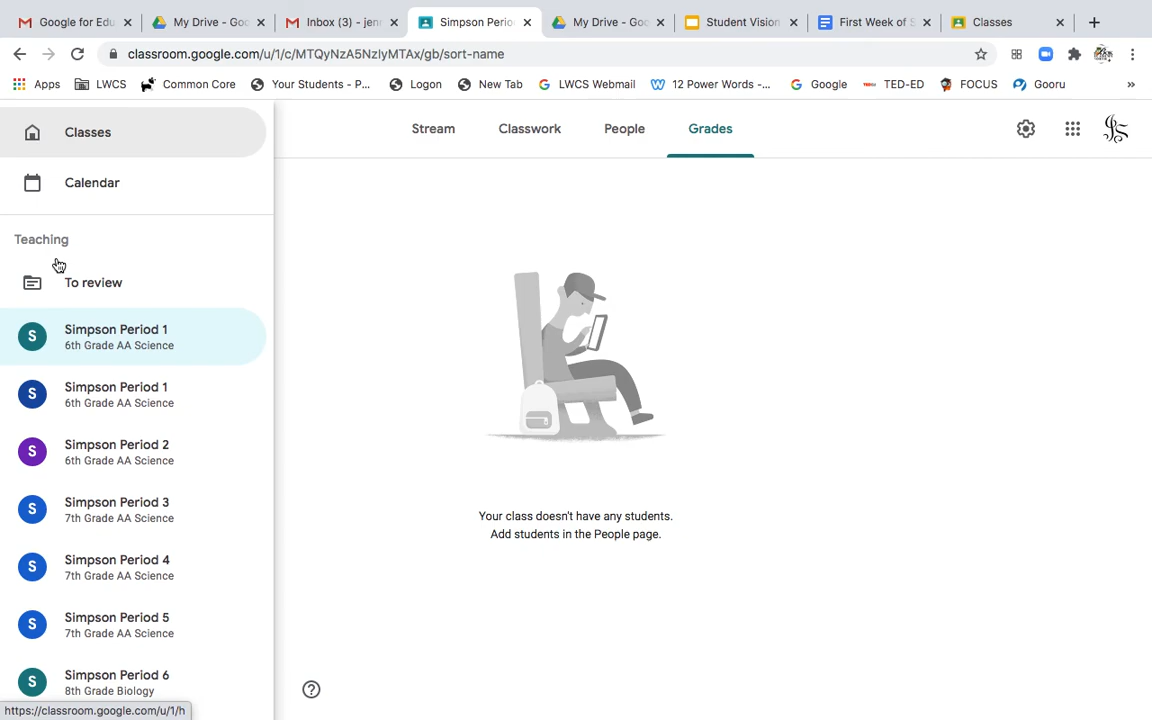 Google for Edu
My Drive - Goo
Inbox (3) - jenn
Simpson Perio
My Drive - Goo
Student Vision
First Week of S
Classes
classroom.google.com/u/1/c/MTQyNzA5NzIyMTAx/gb/sort-name
Apps
LWCS
Common Core
Your Students - P...
Logon
New Tab
LWCS Webmail
12 Power Words -...
Google
TED-ED
FOCUS
Gooru
»
Classes
Stream
Classwork
People
Grades
Calendar
Teaching
To review
S
Simpson Period 1
6th Grade AA Science
S
Simpson Period 1
6th Grade AA Science
S
Simpson Period 2
6th Grade AA Science
S
Simpson Period 3
7th Grade AA Science
S
Simpson Period 4
7th Grade AA Science
S
Simpson Period 5
7th Grade AA Science
S
Simpson Period 6
8th Grade Biology
Your class doesn't have any students.
Add students in the People page.
https://classroom.google.com/u/1/h